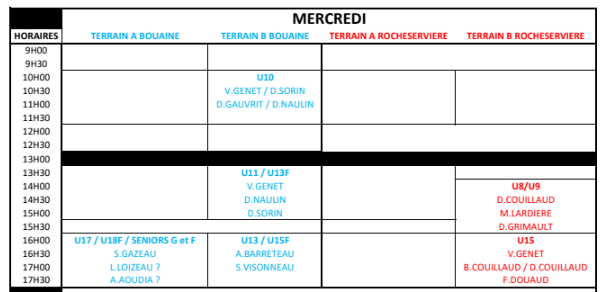 MERCREDI
HORAIRES TERRAIN A BOUAINE TERRAIN B BOUAINE TERRAIN A ROCHESERVIERE TERRAIN B ROCHESERVIERE
9H00
9H30
10H00 U10
10H30 V.GENET / D.SORIN
11H00 D.GAUVRIT / D.NAULIN
11H30
12H00
12H30
13H00
13H30 U11 / U13F
14H00 V.GENET U8/U9
14H30 D.NAULIN D.COUILLAUD
15H00 D.SORIN M.LARDIERE
15H30 D.GRIMAULT
16H00 U17 / U18F / SENIORS G et F U13 / U15F U15
16H30 S.GAZEAU A.BARRETEAU V.GENET
17H00 L.LOIZEAU ? S.VISONNEAU B.COUILLAUD / D.COUILLAUD
17H30 A.AOUDIA ? F.DOUAUD